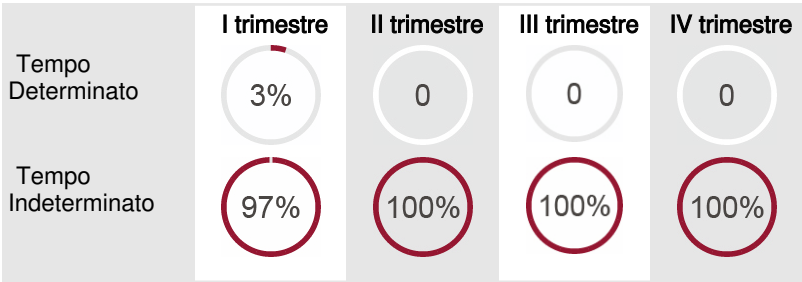 I trimestre II trimestre III trimestre IV trimestre
Tempo
Determinato
3% 0 0 0
Tempo
Indeterminato
97% 100% 100% 100%